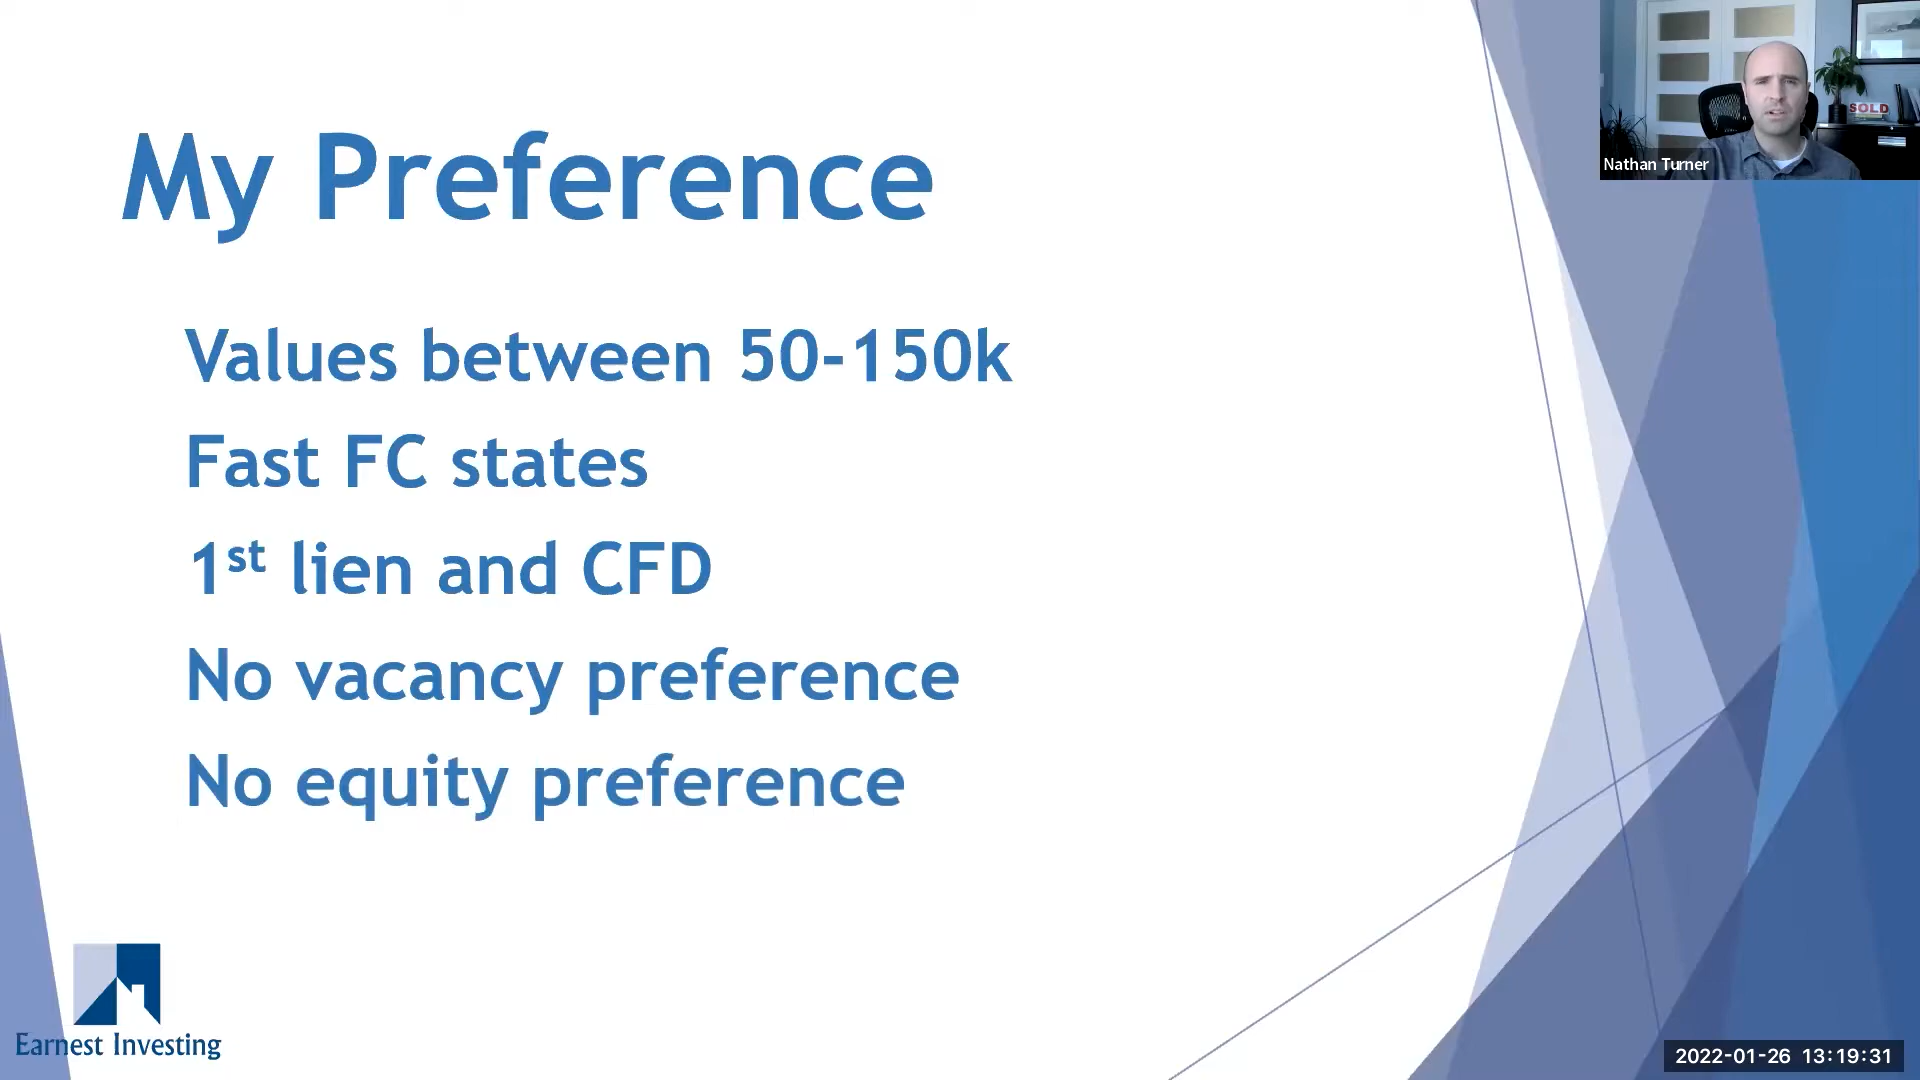 My Preference
Values between 50-150k
Fast FC states
1st lien and CFD
No vacancy preference
No equity preference
Earnest Investing
SOLD
Nathan Turner
2022-01-26 13:19:31